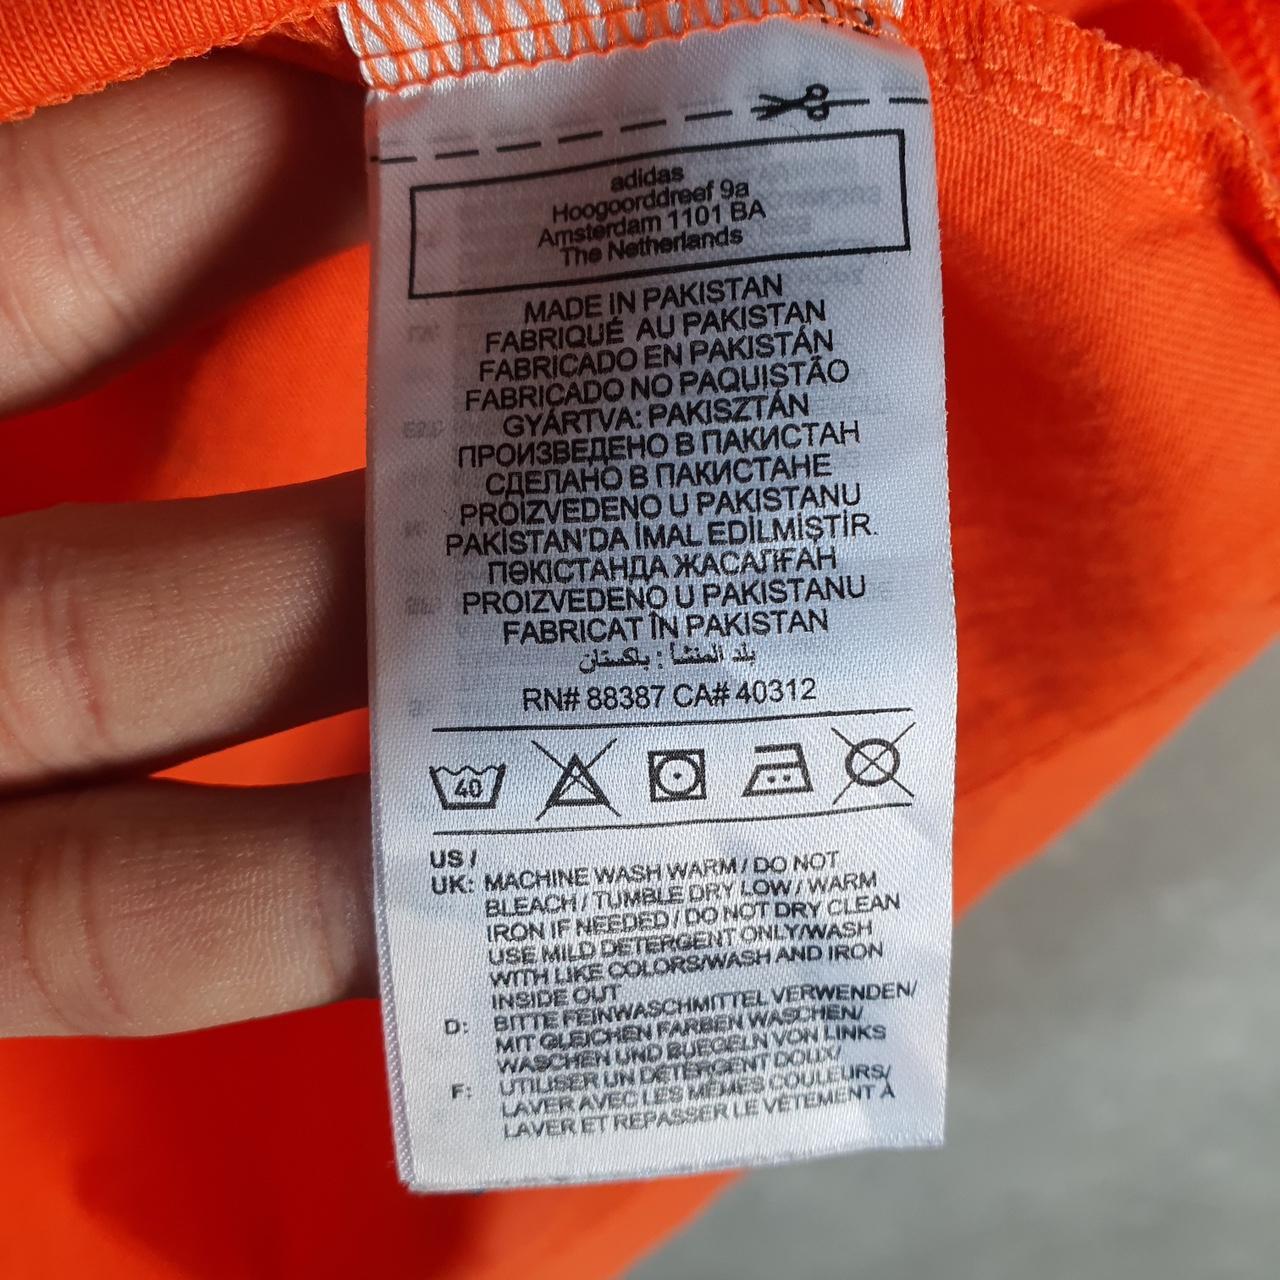 adidas
Hoogoorddreef 9a
Amsterdam 1101 BA
The Netherlands
MADE IN PAKISTAN
FABRIQUÉ AU PAKISTAN
FABRICADO EN PAKISTÁN
FABRICADO NO PAQUISTÃO
GYÁRTVA: PAKISZTÁN
ПРОИЗВЕДЕНО В ПАКИСТАН
СДЕЛАНО В ПАКИСТАНЕ
PROIZVEDENO U PAKISTANU
PAKİSTAN'DA İMAL EDİLMİŞTİR.
ПӘКІСТАНДА ЖАСАЛҒАН
PROIZVEDENO U PAKISTANU
FABRICAT ÎN PAKISTAN
بلد المنشأ : باكستان
RN# 88387 CA# 40312
40
US /
UK: MACHINE WASH WARM / DO NOT
BLEACH / TUMBLE DRY LOW / WARM
IRON IF NEEDED / DO NOT DRY CLEAN
USE MILD DETERGENT ONLY/WASH
WITH LIKE COLORS/WASH AND IRON
INSIDE OUT
D: BITTE FEINWASCHMITTEL VERWENDEN/
MIT GLEICHEN FARBEN WASCHEN/
WASCHEN UND BUEGELN VON LINKS
F: UTILISER UN DÉTERGENT DOUX/
LAVER AVEC LES MÊMES COULEURS/
LAVER ET REPASSER LE VÊTEMENT À